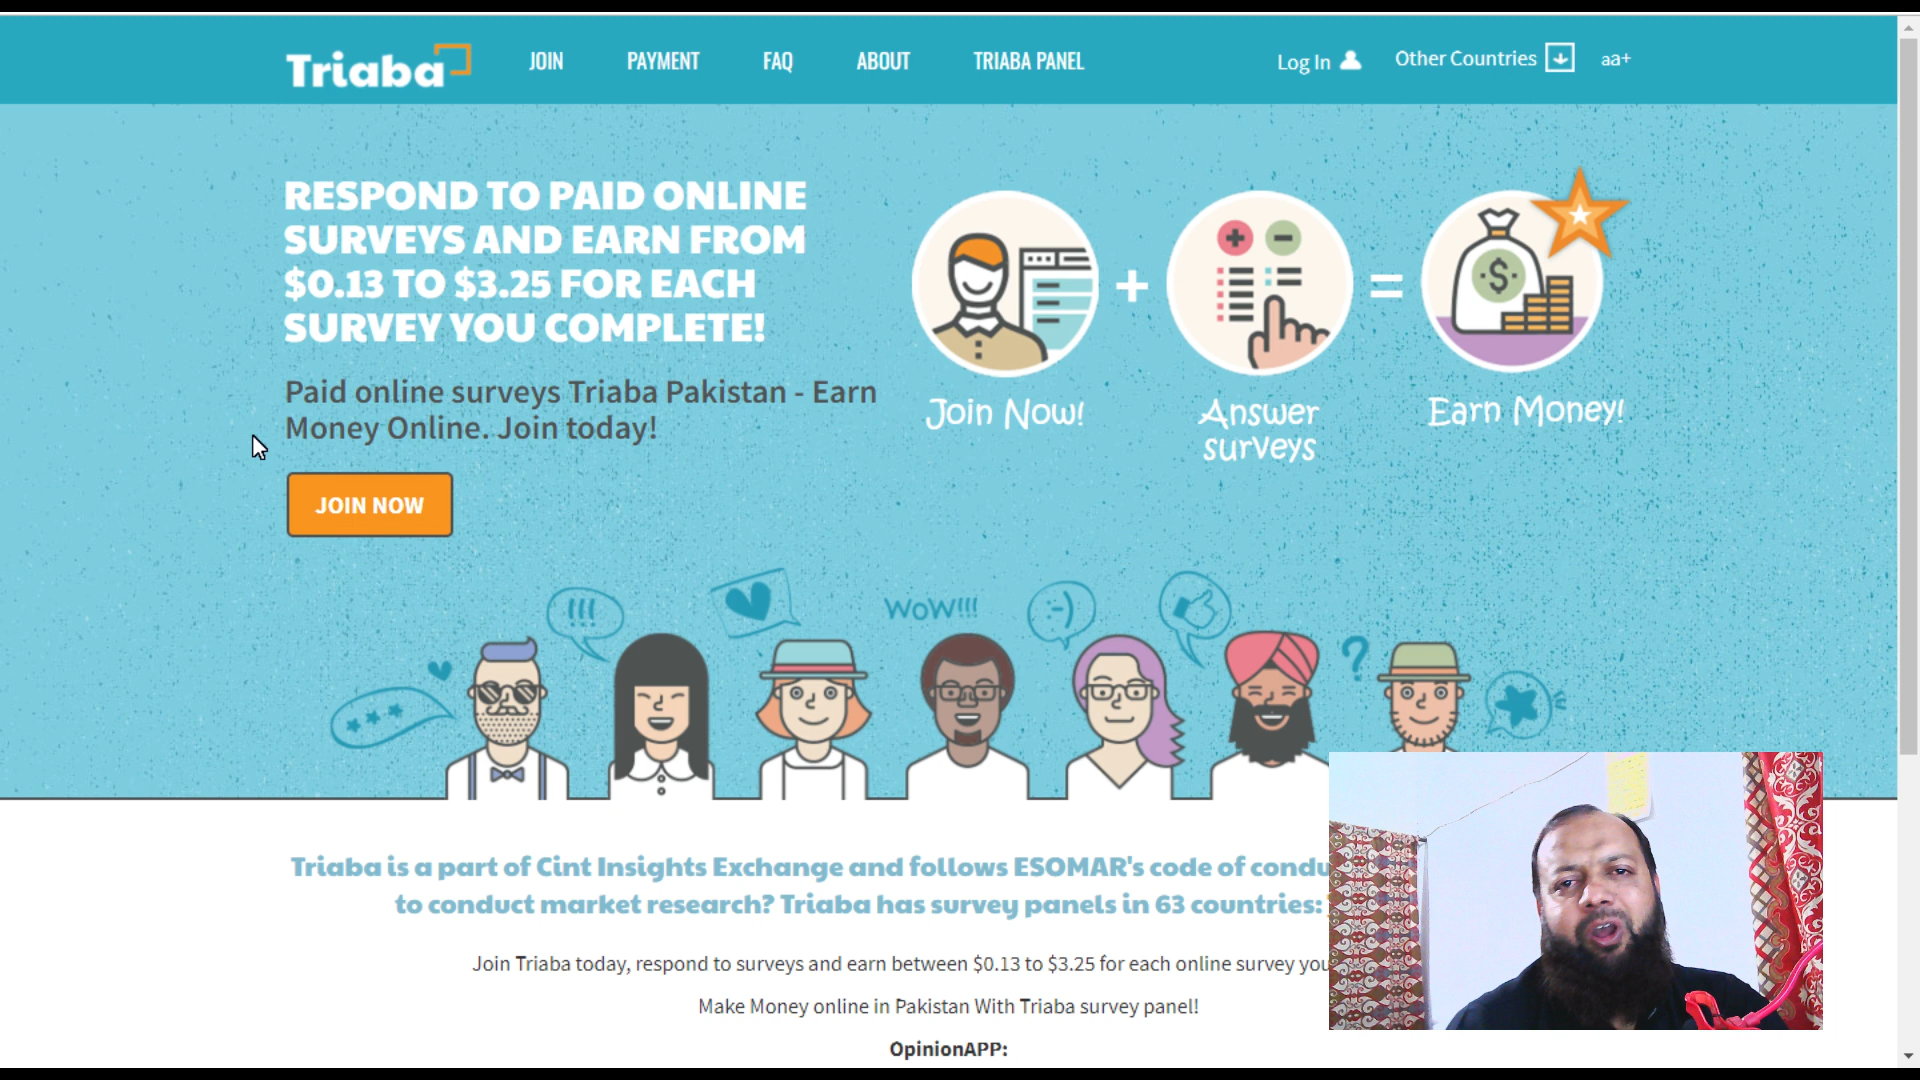 Triaba
JOIN
PAYMENT
FAQ
ABOUT
TRIABA PANEL
Log In
Other Countries
aa+
RESPOND TO PAID ONLINE
SURVEYS AND EARN FROM
$0.13 TO $3.25 FOR EACH
SURVEY YOU COMPLETE!
Paid online surveys Triaba Pakistan - Earn
Money Online. Join today!
JOIN NOW
+
=
$
Join Now!
Answer
surveys
Earn Money!
!!!
WoW!!!
:-)
?
Triaba is a part of Cint Insights Exchange and follows ESOMAR's code of condu
to conduct market research? Triaba has survey panels in 63 countries:
Join Triaba today, respond to surveys and earn between $0.13 to $3.25 for each online survey you
Make Money online in Pakistan With Triaba survey panel!
OpinionAPP: